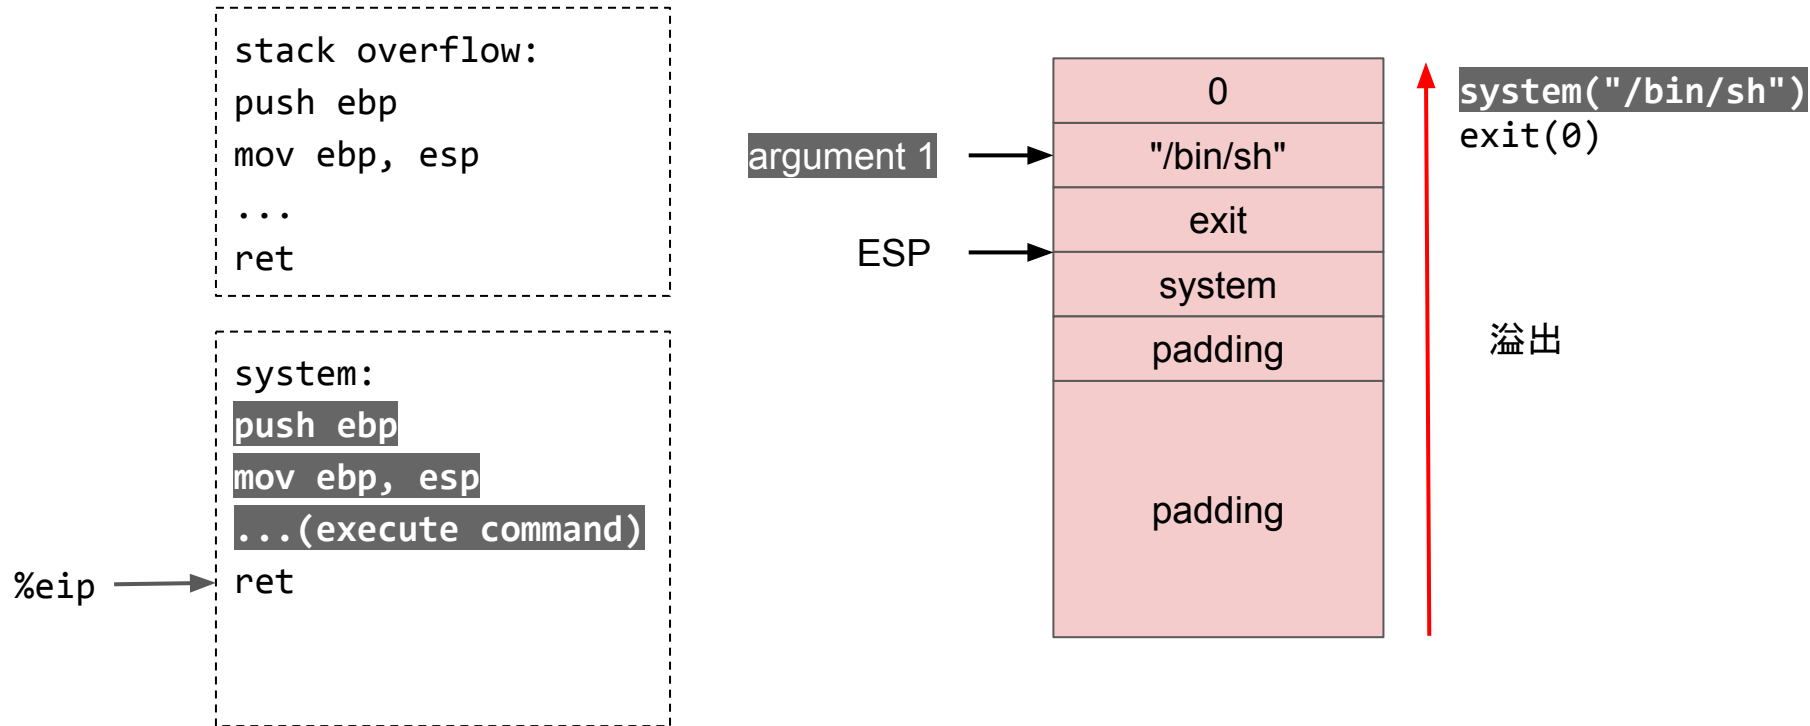 stack overflow:
push ebp
mov ebp, esp
...
ret
system:
push ebp
mov ebp, esp
...(execute command)
ret
%eip
argument 1
ESP
0
"/bin/sh"
exit
system
padding
padding
system("/bin/sh")
exit(0)
溢出